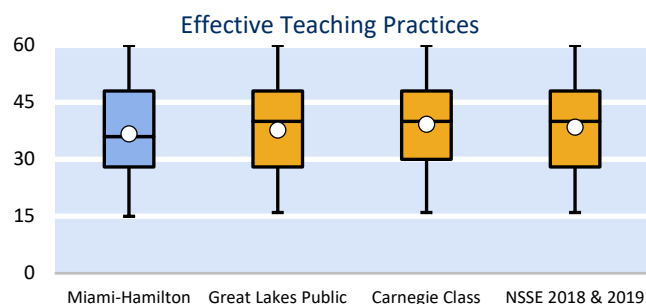 Effective Teaching Practices
60
45
30
15
0
Miami-Hamilton Great Lakes Public Carnegie Class NSSE 2018 & 2019